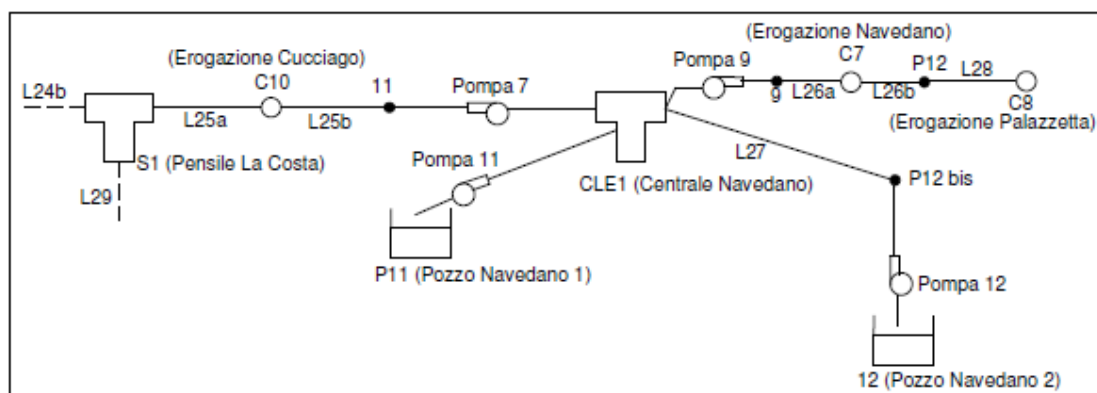 (Erogazione Navedano)
(Erogazione Cucciago)
C10
11
Pompa 7
Pompa 9
C7
P12
L28
L24b
L25a
L25b
g
L26a
L26b
C8
(Erogazione Palazzetta)
S1 (Pensile La Costa)
Pompa 11
L27
CLE1 (Centrale Navedano)
P12 bis
L29
P11 (Pozzo Navedano 1)
Pompa 12
12 (Pozzo Navedano 2)